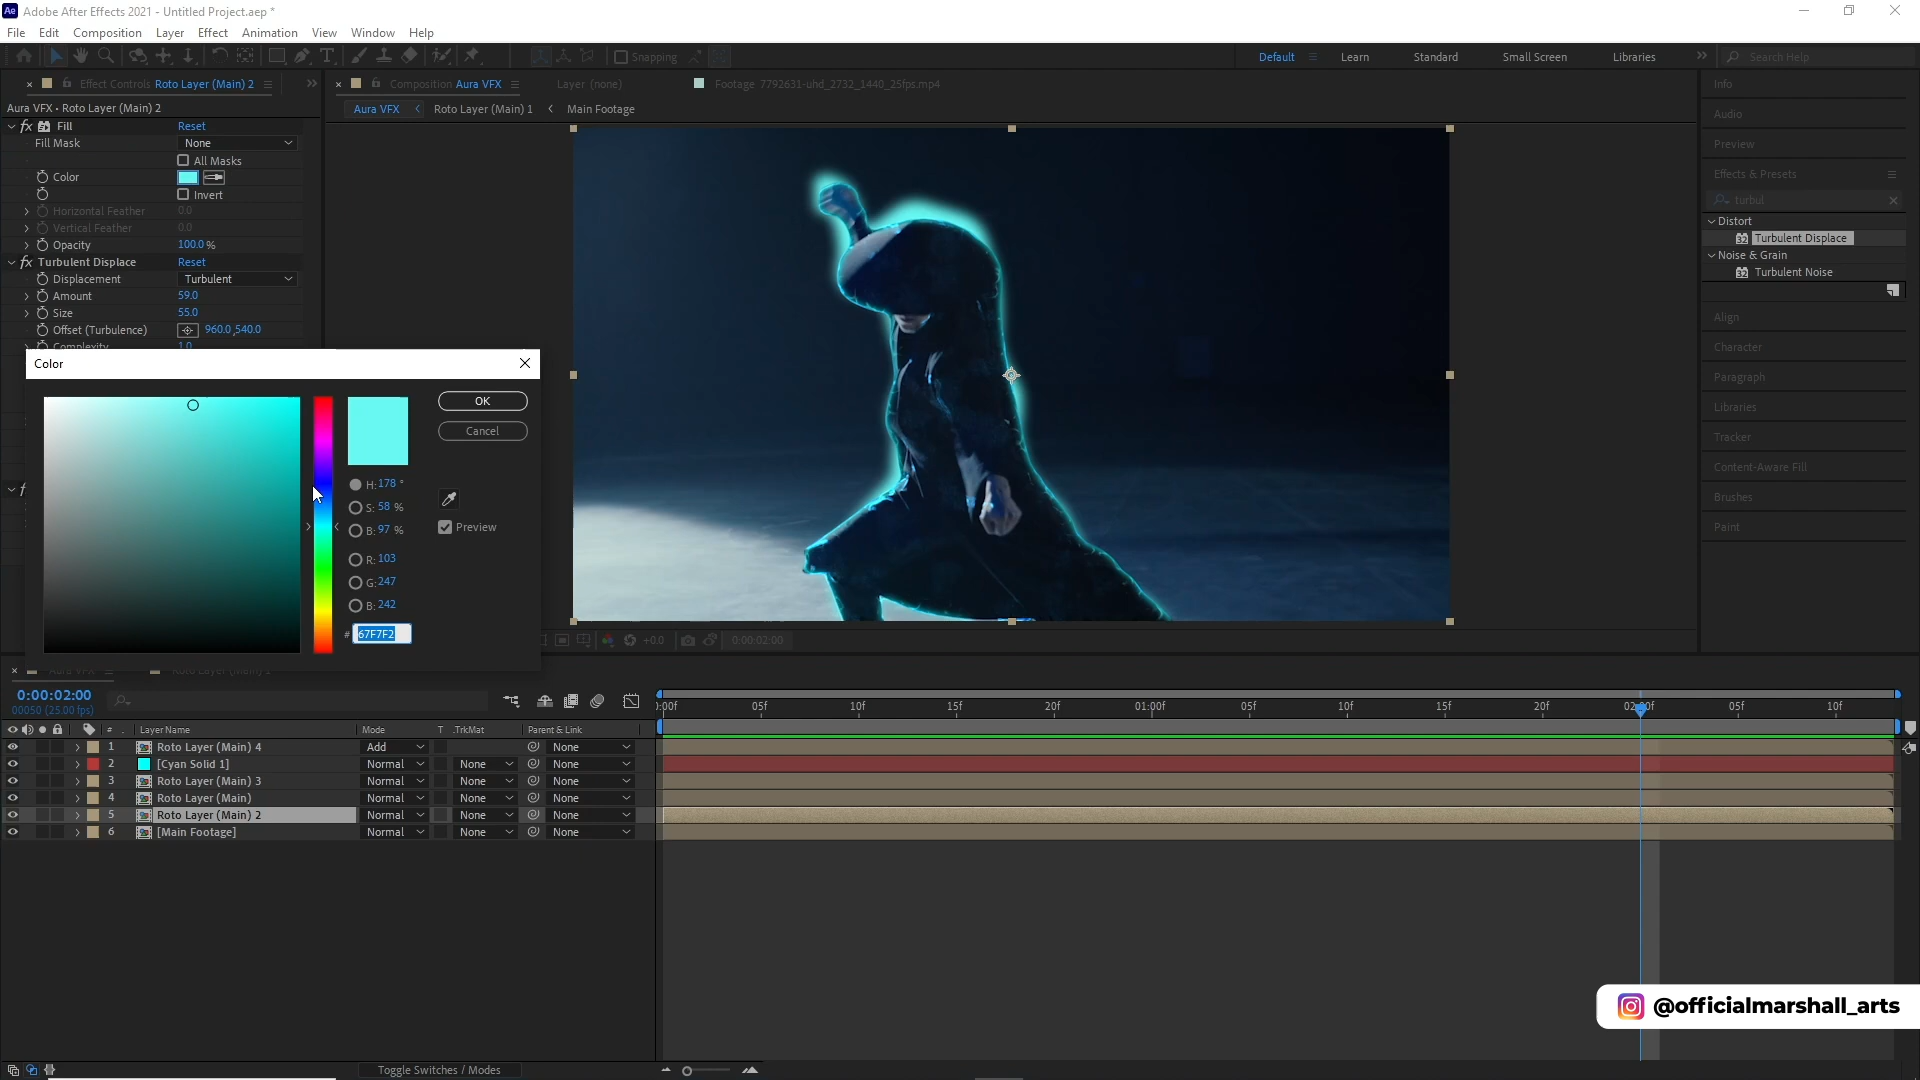 Adobe After Effects 2021 - Untitled Project.aep *
File Edit Composition Layer Effect Animation View Window Help
Snapping Default Learn Standard Small Screen Libraries Search Help
Effect Controls Roto Layer (Main) 2
Composition Aura VFX
Layer (none)
Footage 7792631-uhd_2732_1440_25fps.mp4
Aura VFX • Roto Layer (Main) 2
Aura VFX Roto Layer (Main) 1 Main Footage
Fill Reset
Fill Mask None
All Masks
Color
Invert
Horizontal Feather 0.0
Vertical Feather 0.0
Opacity 100.0 %
Turbulent Displace Reset
Displacement Turbulent
Amount 59.0
Size 55.0
Offset (Turbulence) 960.0,540.0
Complexity 1.0
Color
OK
Cancel
H: 178 °
S: 58 %
B: 97 %
Preview
R: 103
G: 247
B: 242
# 67F7F2
+0.0 0:00:02:00
Info
Audio
Preview
Effects & Presets
turbul
Distort
32 Turbulent Displace
Noise & Grain
32 Turbulent Noise
Align
Character
Paragraph
Libraries
Tracker
Content-Aware Fill
Brushes
Paint
Aura VFX
0:00:02:00
00050 (25.00 fps)
:00f 05f 10f 15f 20f 01:00f 05f 10f 15f 20f 02:00f 05f 10f
# Layer Name Mode T .TrkMat Parent & Link
1 Roto Layer (Main) 4 Add None
2 [Cyan Solid 1] Normal None None
3 Roto Layer (Main) 3 Normal None None
4 Roto Layer (Main) Normal None None
5 Roto Layer (Main) 2 Normal None None
6 [Main Footage] Normal None None
@officialmarshall_arts
Toggle Switches / Modes